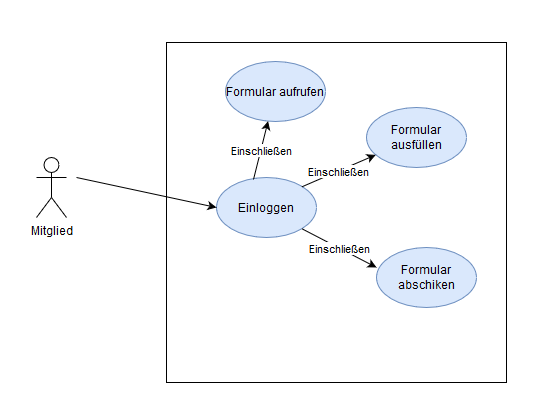 Formular aufrufen
Formular
ausfüllen
Einschließen
Einschließen
Einloggen
Mitglied
Einschließen
Formular
abschiken